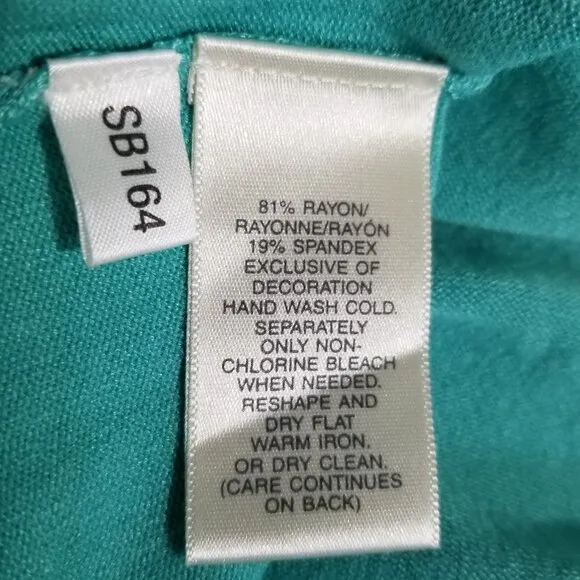 SB164
81% RAYON/
RAYONNE/RAYÓN
19% SPANDEX
EXCLUSIVE OF
DECORATION
HAND WASH COLD.
SEPARATELY
ONLY NON-
CHLORINE BLEACH
WHEN NEEDED.
RESHAPE AND
DRY FLAT
WARM IRON.
OR DRY CLEAN.
(CARE CONTINUES
ON BACK)